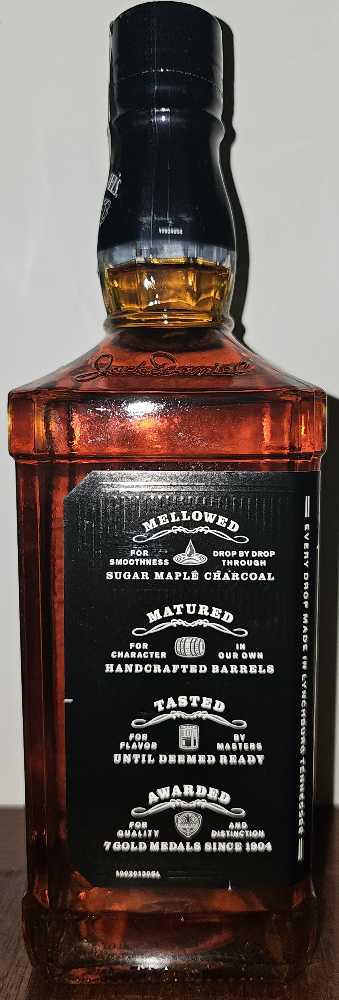 Jack Daniel
MELLOWED
FOR SMOOTHNESS
DROP BY DROP THROUGH
SUGAR MAPLE CHARCOAL
MATURED
FOR CHARACTER
IN OUR OWN
HANDCRAFTED BARRELS
TASTED
FOR FLAVOR
BY MASTERS
UNTIL DEEMED READY
AWARDED
FOR QUALITY
AND DISTINCTION
7 GOLD MEDALS SINCE 1904
EVERY DROP MADE IN LYNCHBURG TENNESSEE